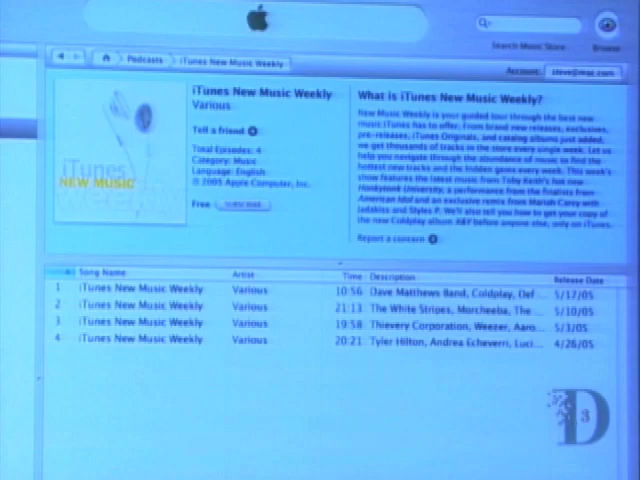 Search Music Store
Browse
Podcasts
iTunes New Music Weekly
Account:
steve@mac.com
iTunes New Music Weekly
Various
Tell a friend
Total Episodes: 4
Category: Music
Language: English
© 2005 Apple Computer, Inc.
Free
SUBSCRIBE
iTunes
NEW MUSIC
WEEKLY
What is iTunes New Music Weekly?
New Music Weekly is your guided tour through the best new
music iTunes has to offer. From brand new releases, exclusives,
pre-releases, iTunes Originals, and catalog albums just added,
we get thousands of tracks in the store every single week. Let us
help you navigate through the abundance of music to find the
hottest new tracks and the hidden gems every week. This week's
show features the latest music from Toby Keith's hot new
Honkytonk University, a performance from the finalists from
American Idol and an exclusive remix from Mariah Carey with
Jadakiss and Styles P. We'll also tell you how to get your copy of
the new Coldplay album X&Y before anyone else, only on iTunes.
Report a concern
Song Name Artist Time Description Release Date
1 iTunes New Music Weekly Various 10:56 Dave Matthews Band, Coldplay, Def ... 5/17/05
2 iTunes New Music Weekly Various 21:13 The White Stripes, Morcheeba, The ... 5/10/05
3 iTunes New Music Weekly Various 19:58 Thievery Corporation, Weezer, Aaro... 5/3/05
4 iTunes New Music Weekly Various 20:21 Tyler Hilton, Andrea Echeverri, Luci... 4/26/05
D3